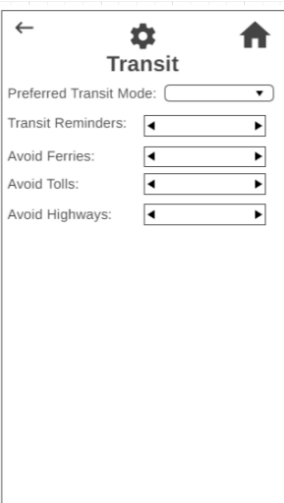 Transit
Preferred Transit Mode:
Transit Reminders:
Avoid Ferries:
Avoid Tolls:
Avoid Highways: